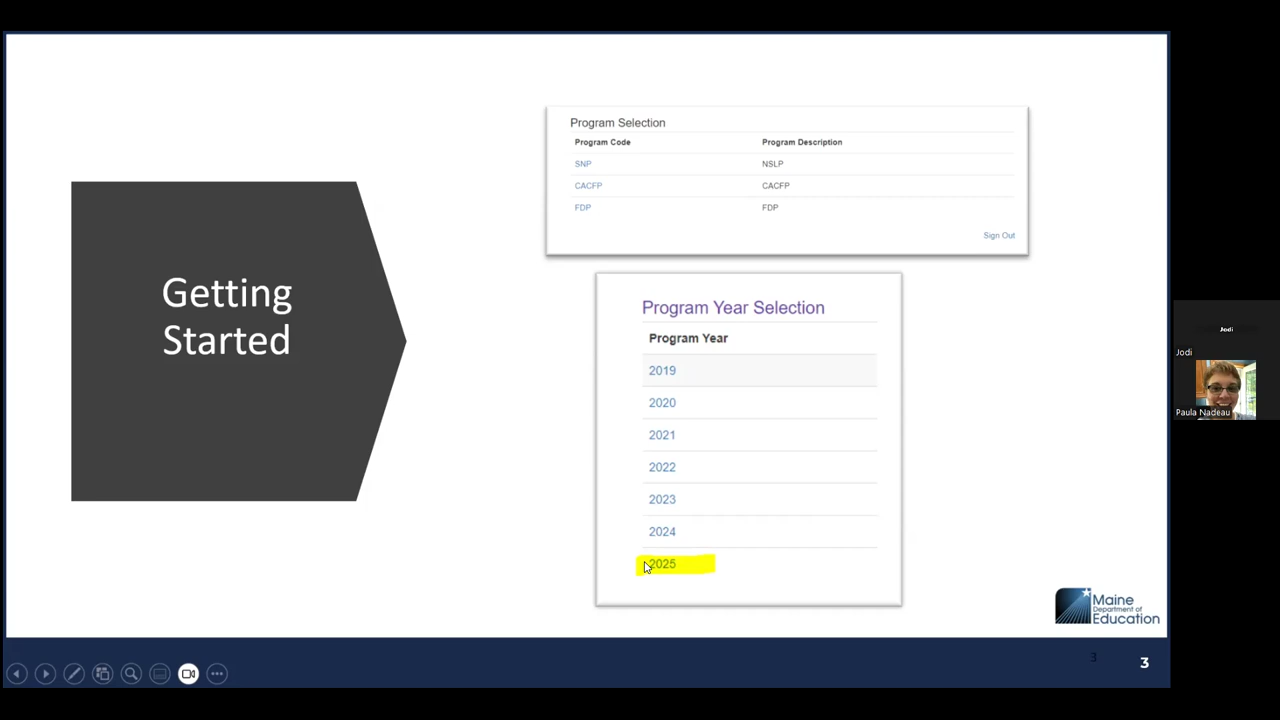 Getting
Started
Program Selection
Program Code Program Description
SNP NSLP
CACFP CACFP
FDP FDP
Sign Out
Program Year Selection
Program Year
2019
2020
2021
2022
2023
2024
2025
Maine
Department of
Education
3
3
Jodi
Jodi
Paula Nadeau